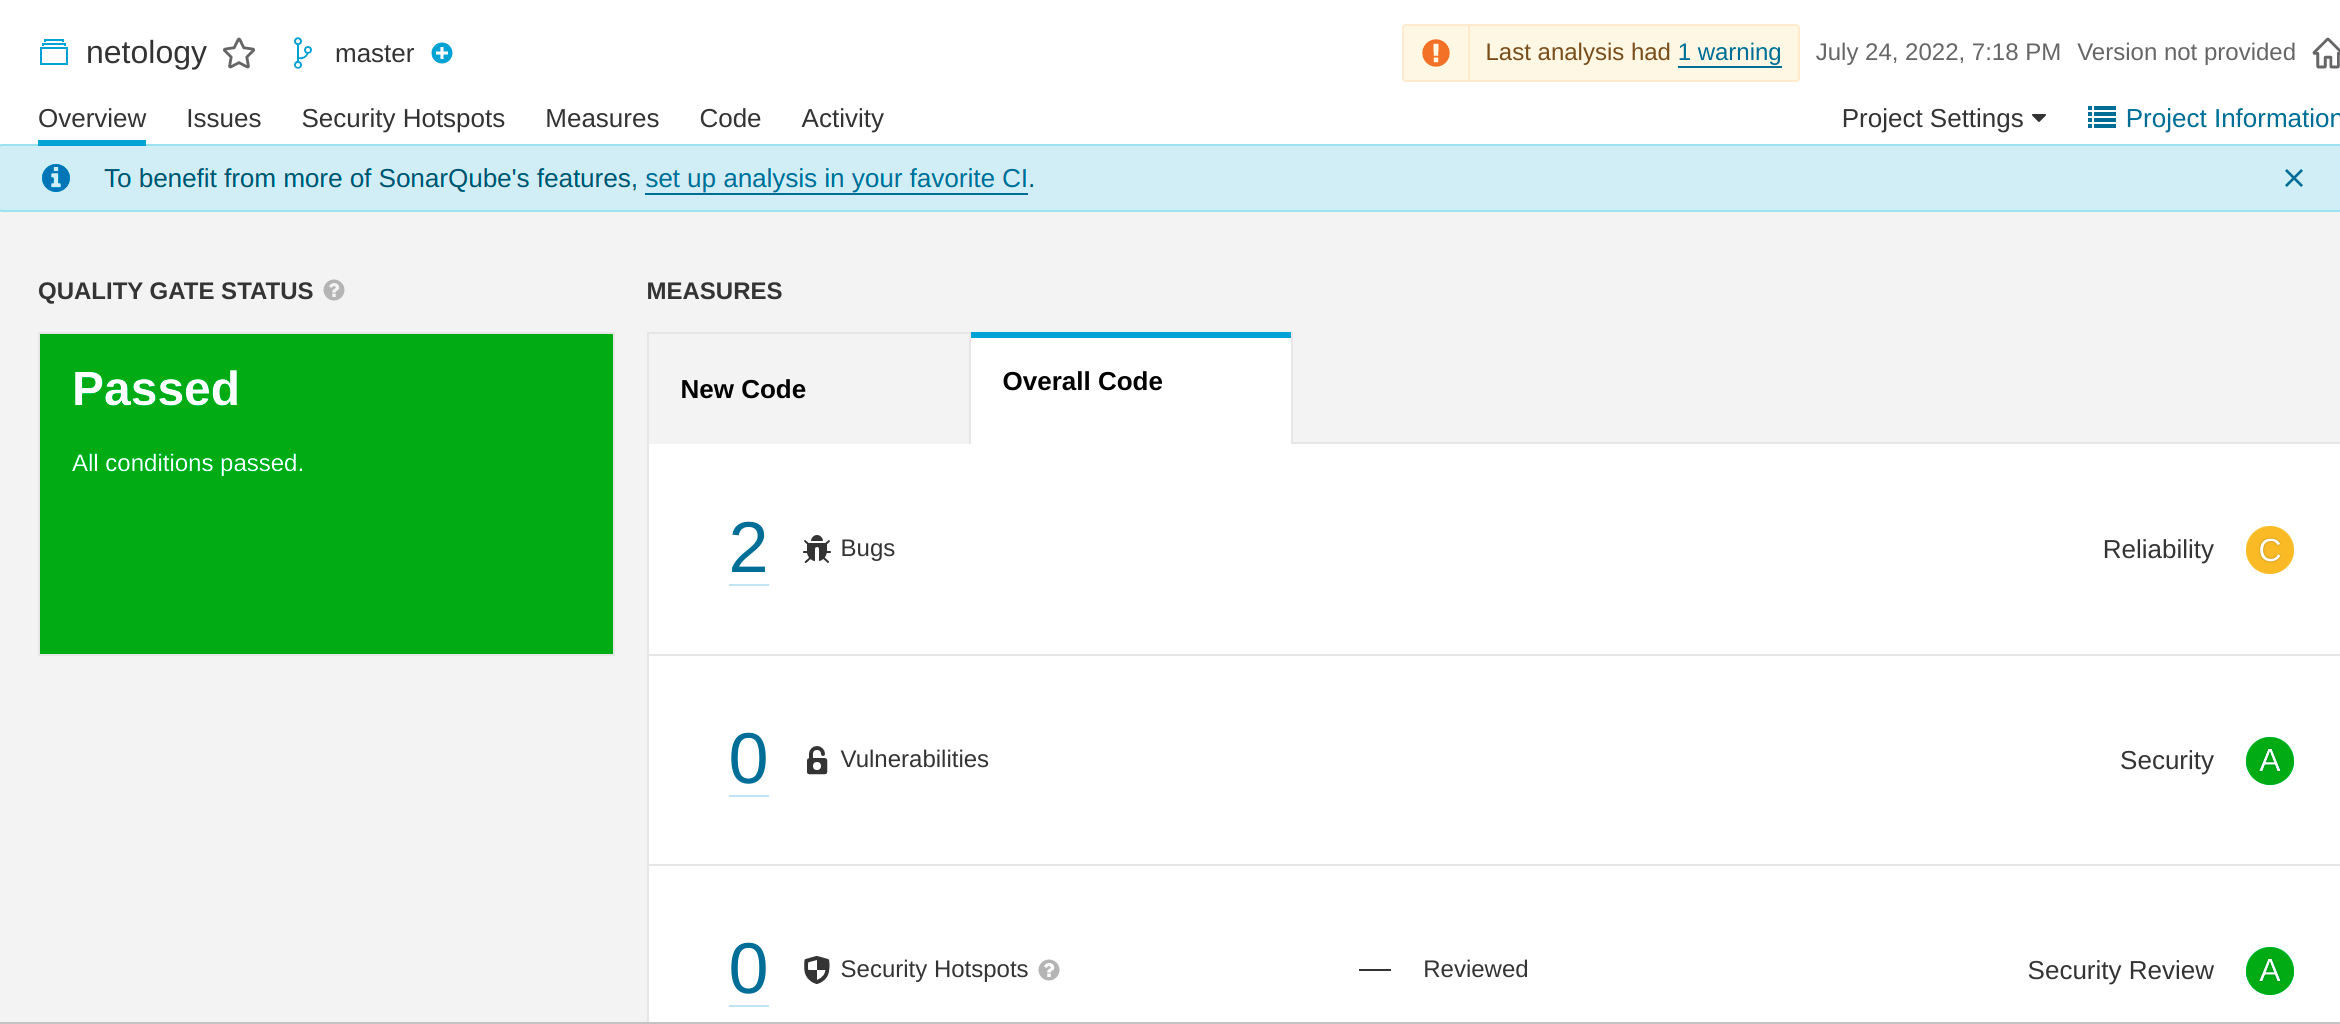 netology master Last analysis had 1 warning July 24, 2022, 7:18 PM Version not provided
Overview Issues Security Hotspots Measures Code Activity Project Settings Project Information
To benefit from more of SonarQube's features, set up analysis in your favorite CI.
QUALITY GATE STATUS
MEASURES
Passed
All conditions passed.
New Code Overall Code
2 Bugs Reliability C
0 Vulnerabilities Security A
0 Security Hotspots — Reviewed Security Review A